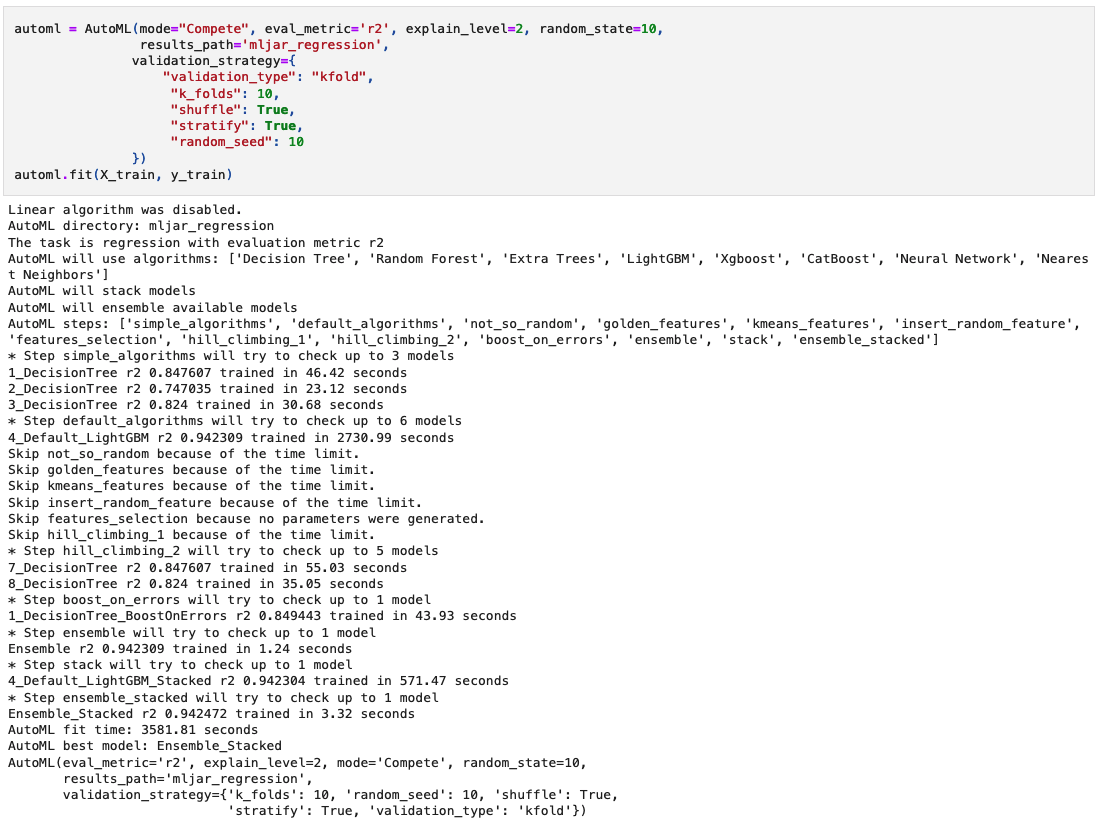 automl = AutoML(mode="Compete", eval_metric='r2', explain_level=2, random_state=10,
                results_path='mljar_regression',
               validation_strategy={
                   "validation_type": "kfold",
                    "k_folds": 10,
                    "shuffle": True,
                    "stratify": True,
                    "random_seed": 10
               })
automl.fit(X_train, y_train)
Linear algorithm was disabled.
AutoML directory: mljar_regression
The task is regression with evaluation metric r2
AutoML will use algorithms: ['Decision Tree', 'Random Forest', 'Extra Trees', 'LightGBM', 'Xgboost', 'CatBoost', 'Neural Network', 'Neares
t Neighbors']
AutoML will stack models
AutoML will ensemble available models
AutoML steps: ['simple_algorithms', 'default_algorithms', 'not_so_random', 'golden_features', 'kmeans_features', 'insert_random_feature',
'features_selection', 'hill_climbing_1', 'hill_climbing_2', 'boost_on_errors', 'ensemble', 'stack', 'ensemble_stacked']
* Step simple_algorithms will try to check up to 3 models
1_DecisionTree r2 0.847607 trained in 46.42 seconds
2_DecisionTree r2 0.747035 trained in 23.12 seconds
3_DecisionTree r2 0.824 trained in 30.68 seconds
* Step default_algorithms will try to check up to 6 models
4_Default_LightGBM r2 0.942309 trained in 2730.99 seconds
Skip not_so_random because of the time limit.
Skip golden_features because of the time limit.
Skip kmeans_features because of the time limit.
Skip insert_random_feature because of the time limit.
Skip features_selection because no parameters were generated.
Skip hill_climbing_1 because of the time limit.
* Step hill_climbing_2 will try to check up to 5 models
7_DecisionTree r2 0.847607 trained in 55.03 seconds
8_DecisionTree r2 0.824 trained in 35.05 seconds
* Step boost_on_errors will try to check up to 1 model
1_DecisionTree_BoostOnErrors r2 0.849443 trained in 43.93 seconds
* Step ensemble will try to check up to 1 model
Ensemble r2 0.942309 trained in 1.24 seconds
* Step stack will try to check up to 1 model
4_Default_LightGBM_Stacked r2 0.942304 trained in 571.47 seconds
* Step ensemble_stacked will try to check up to 1 model
Ensemble_Stacked r2 0.942472 trained in 3.32 seconds
AutoML fit time: 3581.81 seconds
AutoML best model: Ensemble_Stacked
AutoML(eval_metric='r2', explain_level=2, mode='Compete', random_state=10,
       results_path='mljar_regression',
       validation_strategy={'k_folds': 10, 'random_seed': 10, 'shuffle': True,
                            'stratify': True, 'validation_type': 'kfold'})